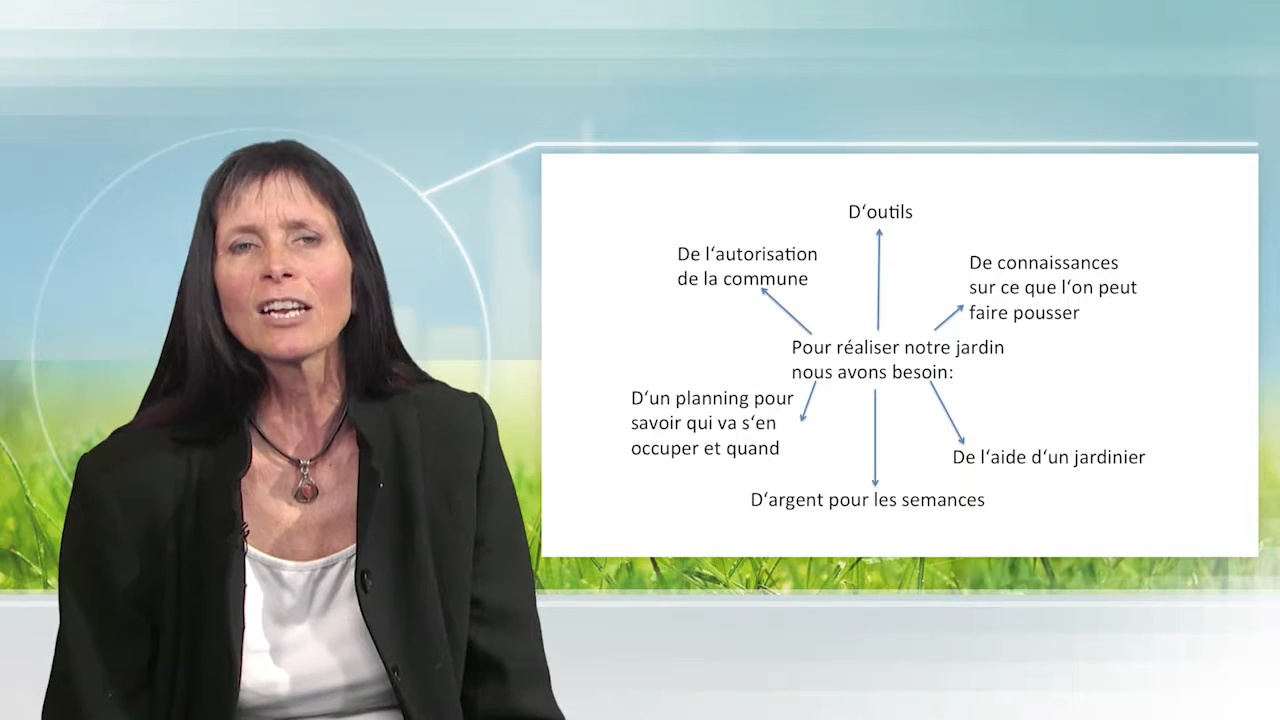 D‘outils
De l‘autorisation
de la commune
De connaissances
sur ce que l‘on peut
faire pousser
Pour réaliser notre jardin
nous avons besoin:
D‘un planning pour
savoir qui va s‘en
occuper et quand
De l‘aide d‘un jardinier
D‘argent pour les semances